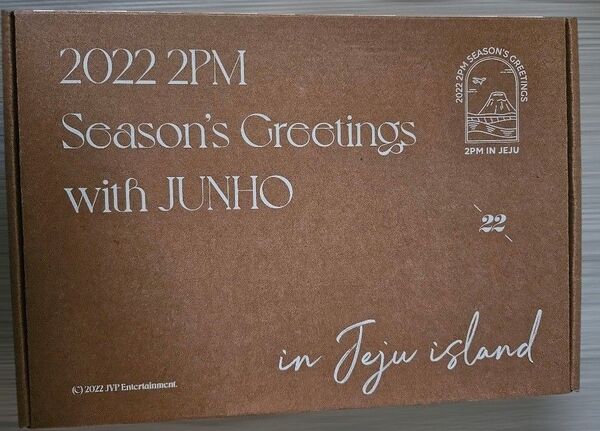 2022 2PM
Season's Greetings
with JUNHO
2022 2PM SEASON'S GREETINGS
2PM IN JEJU
22
in Jeju island
(C) 2022 JYP Entertainment.